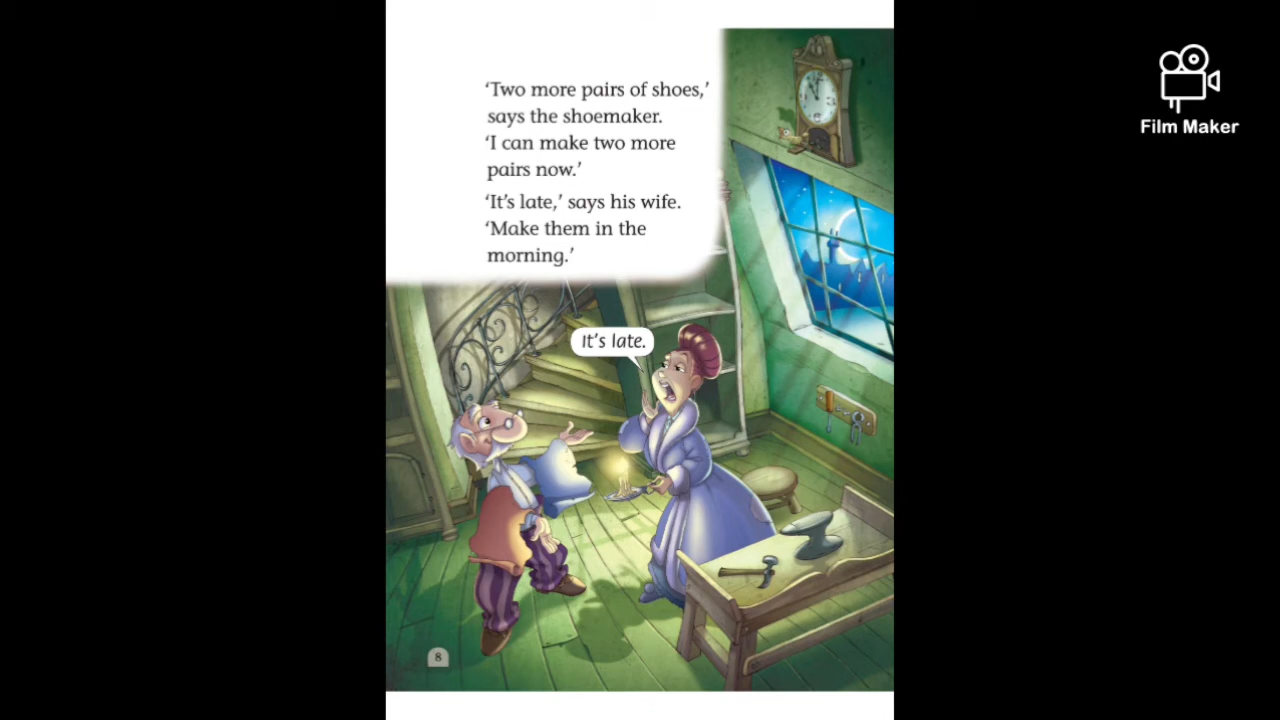 ‘Two more pairs of shoes,’
says the shoemaker.
‘I can make two more
pairs now.’
‘It’s late,’ says his wife.
‘Make them in the
morning.’
It’s late.
8
Film Maker